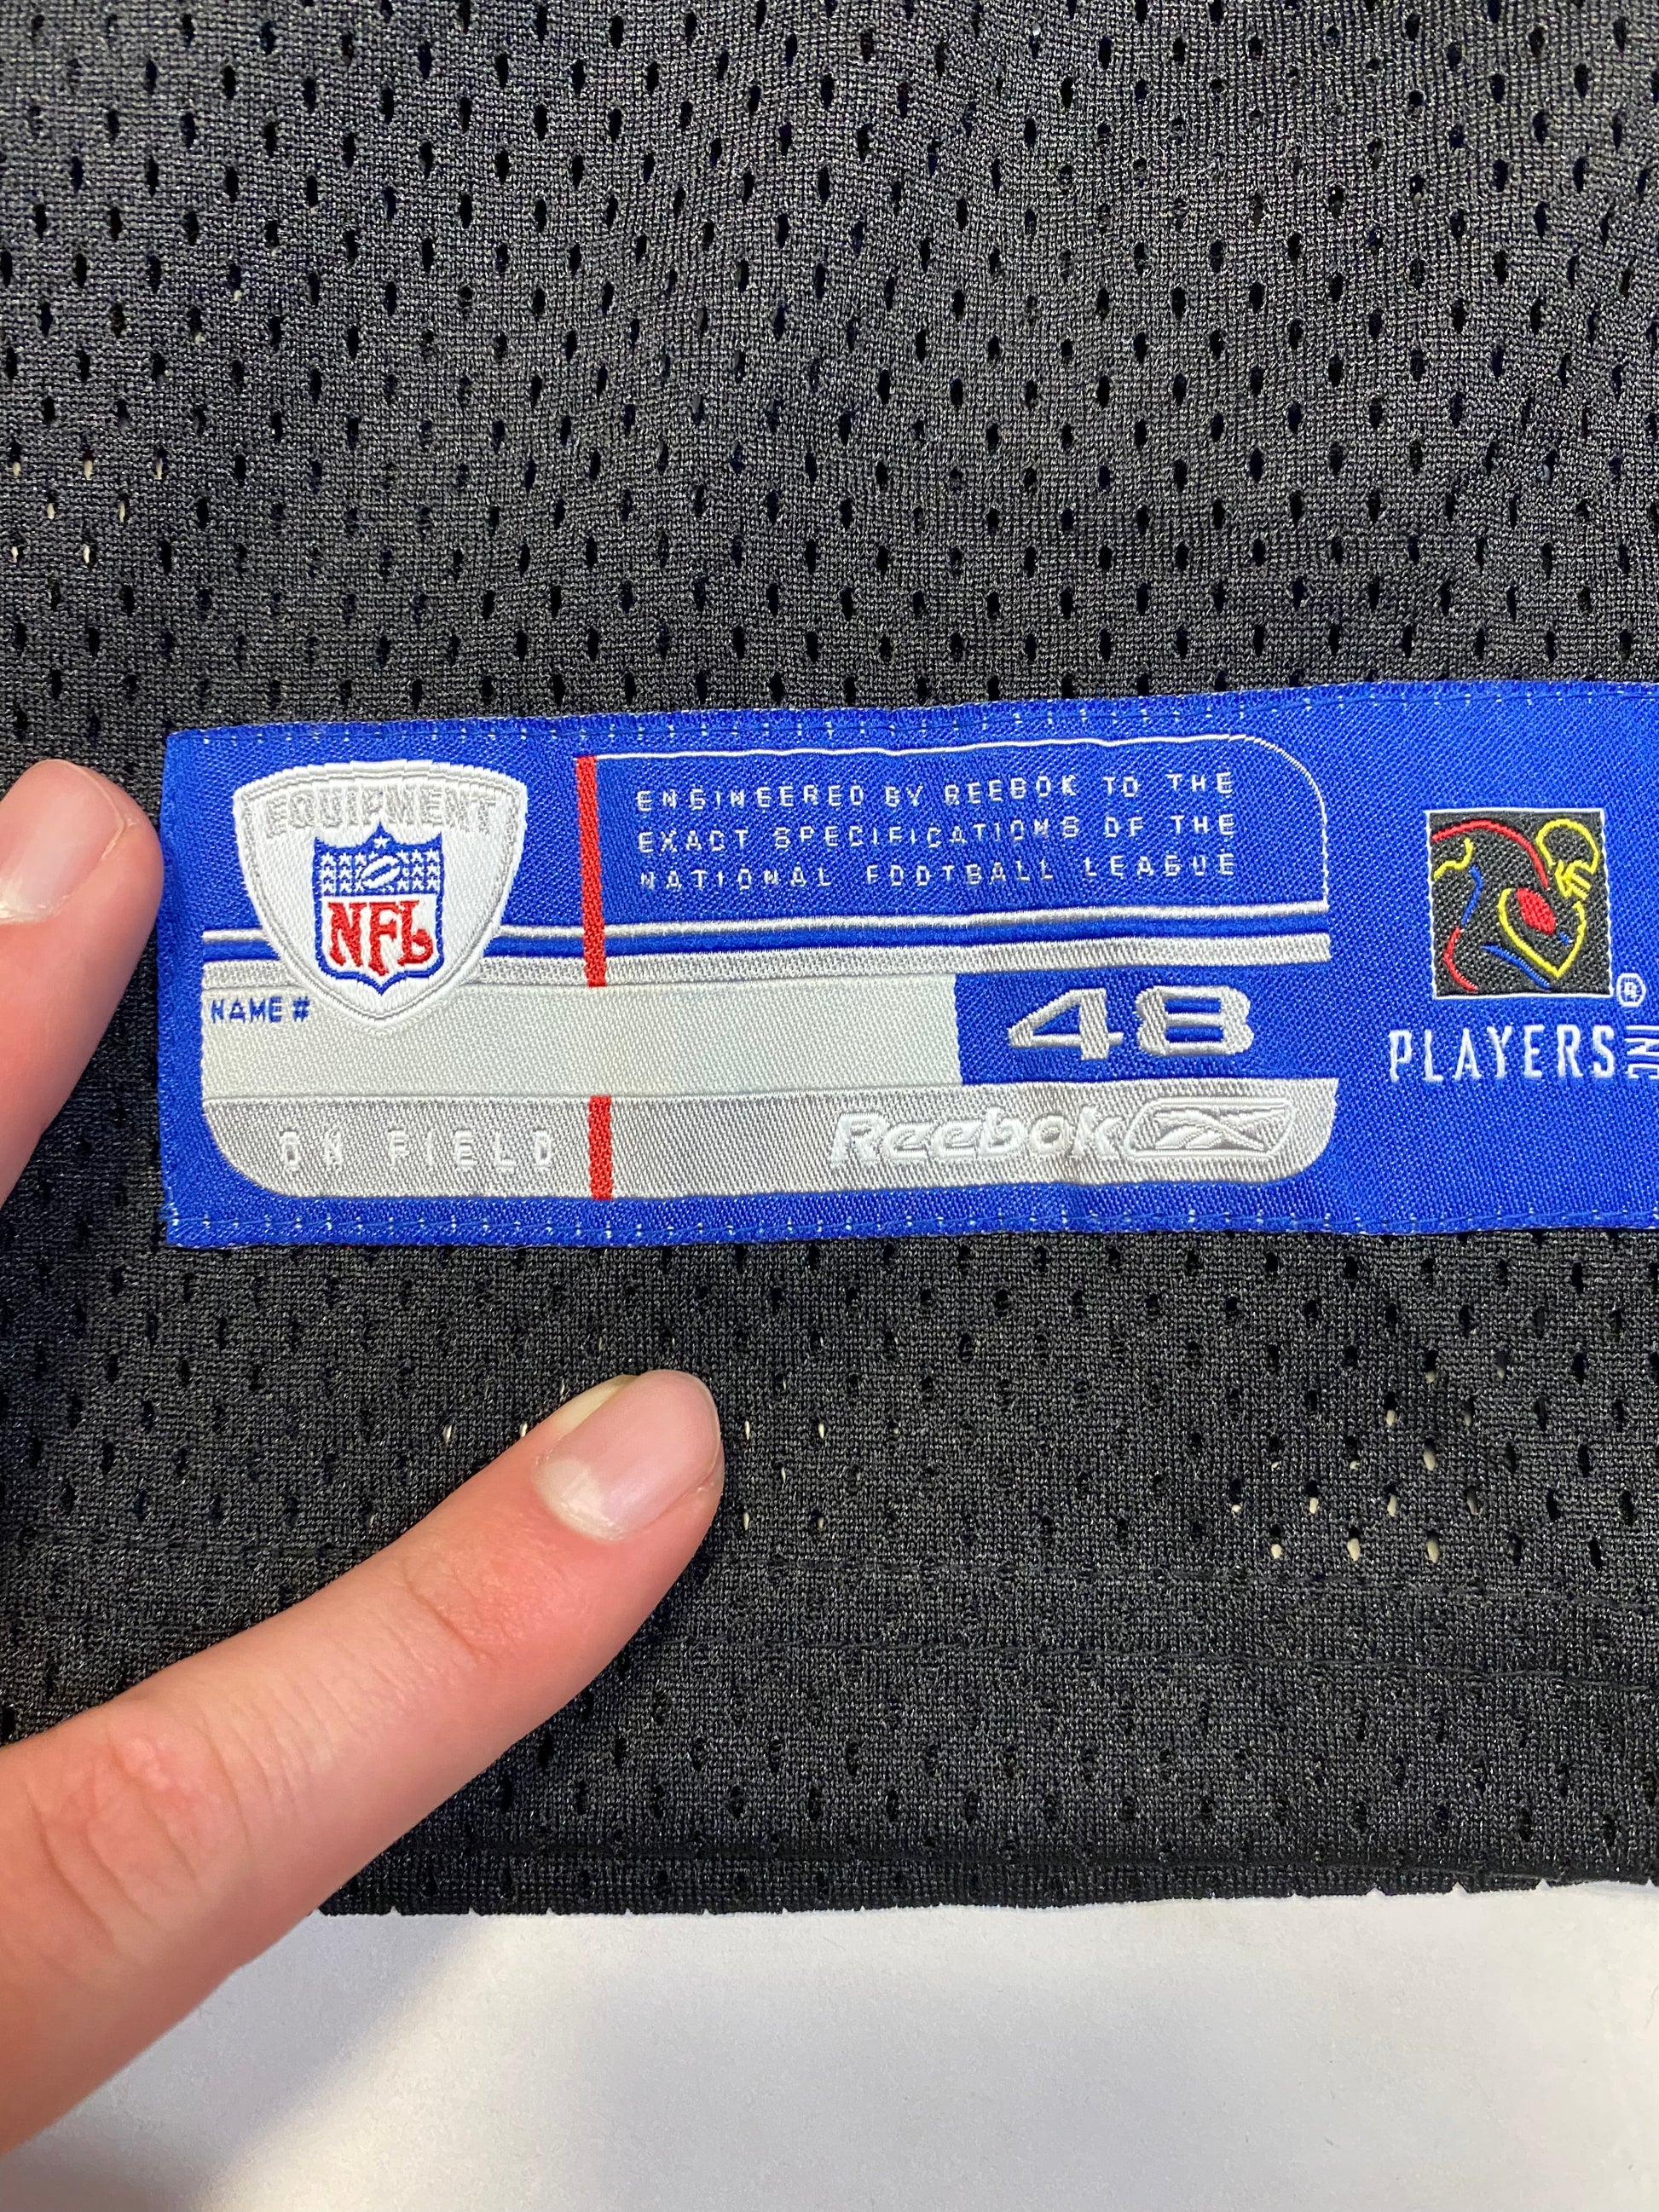 EQUIPMENT
NFL
ENGINEERED BY REEBOK TO THE
EXACT SPECIFICATIONS OF THE
NATIONAL FOOTBALL LEAGUE
NAME #
48
ON FIELD
Reebok
®
PLAYERS INC